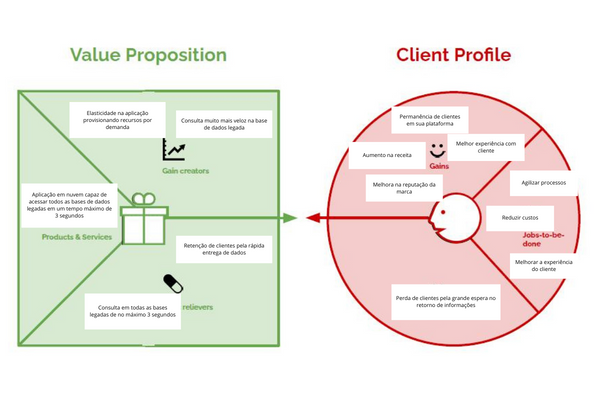 Value Proposition
Client Profile
Elasticidade na aplicação
provisionando recursos por
demanda
Consulta muito mais veloz na base
de dados legada
Gain creators
Aplicação em nuvem capaz de
acessar todos as bases de dados
legadas em um tempo máximo de
3 segundos
Products & Services
Retenção de clientes pela rápida
entrega de dados
relievers
Consulta em todas as bases
legadas de no máximo 3 segundos
Permanência de clientes
em sua plataforma
Melhor experiência com
cliente
Aumento na receita
Gains
Melhora na reputação da
marca
Agilizar processos
Reduzir custos
Jobs-to-be-
done
Melhorar a experiência
do cliente
Perda de clientes pela grande espera no
retorno de informações